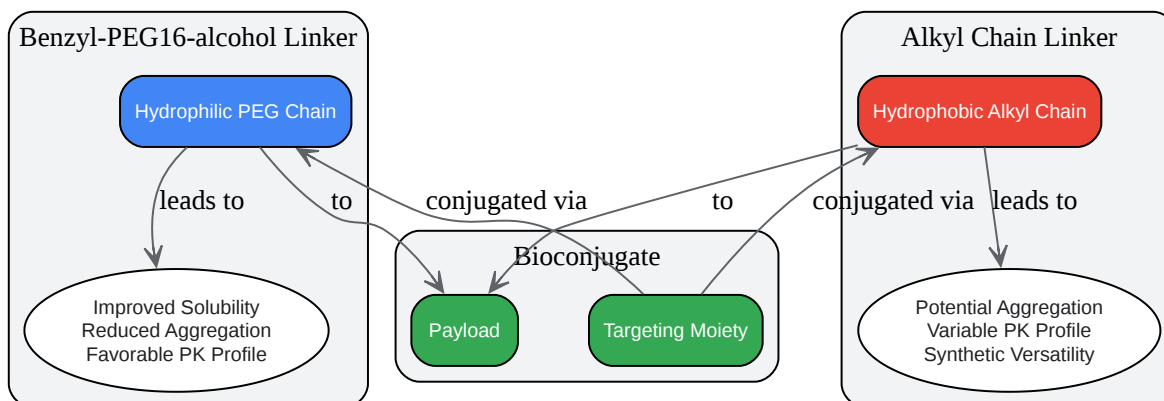 Benzyl-PEG16-alcohol Linker
Alkyl Chain Linker
Hydrophilic PEG Chain
Hydrophobic Alkyl Chain
leads to
to
conjugated via
to
conjugated via
leads to
Bioconjugate
Improved Solubility
Reduced Aggregation
Favorable PK Profile
Payload
Targeting Moiety
Potential Aggregation
Variable PK Profile
Synthetic Versatility